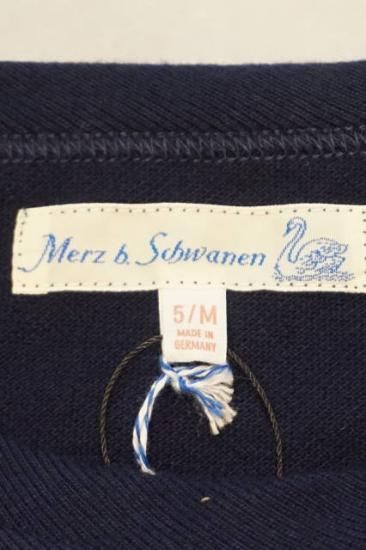 Merz b. Schwanen
5/M
MADE IN
GERMANY